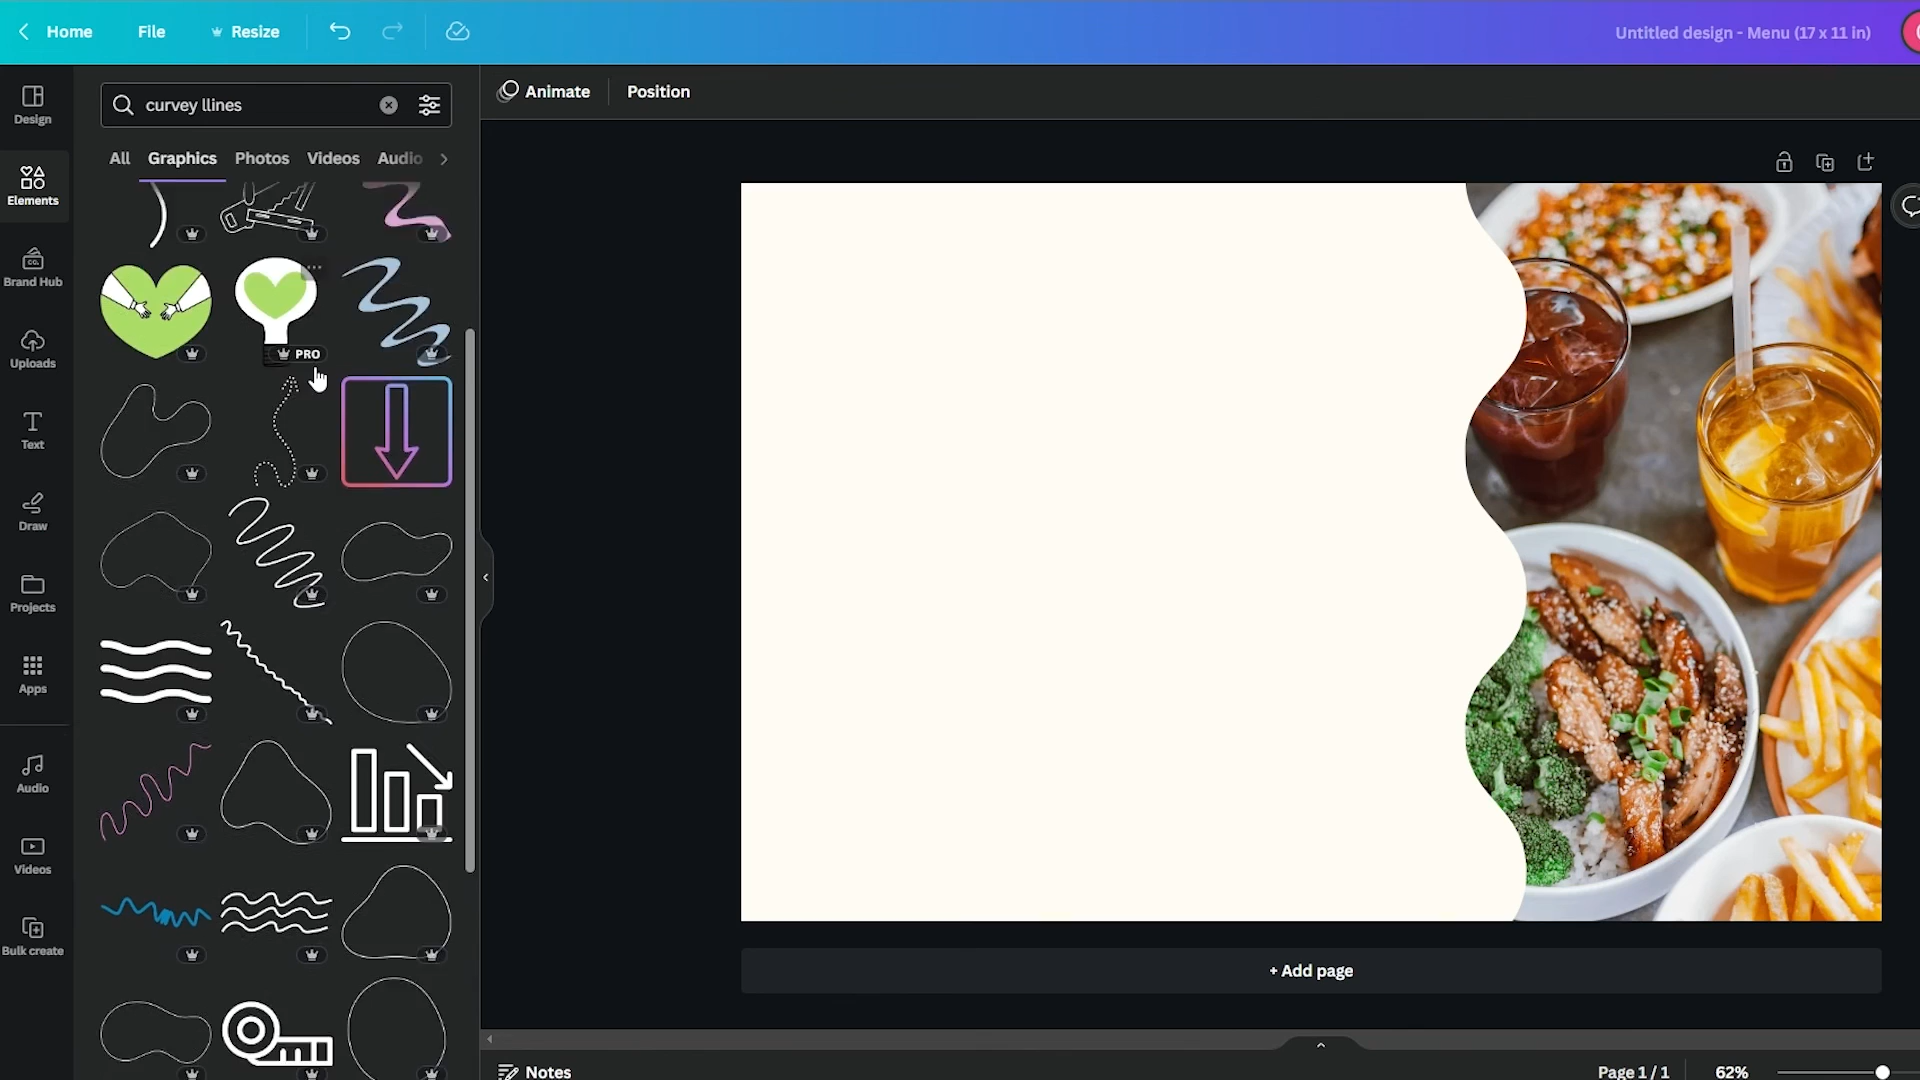 Home File Resize Untitled design - Menu (17 x 11 in)
Design
Elements
Brand Hub
Uploads
Text
Draw
Projects
Apps
Audio
Videos
Bulk create
curvey llines
All Graphics Photos Videos Audio
PRO
Animate Position
+ Add page
Notes Page 1 / 1 62%